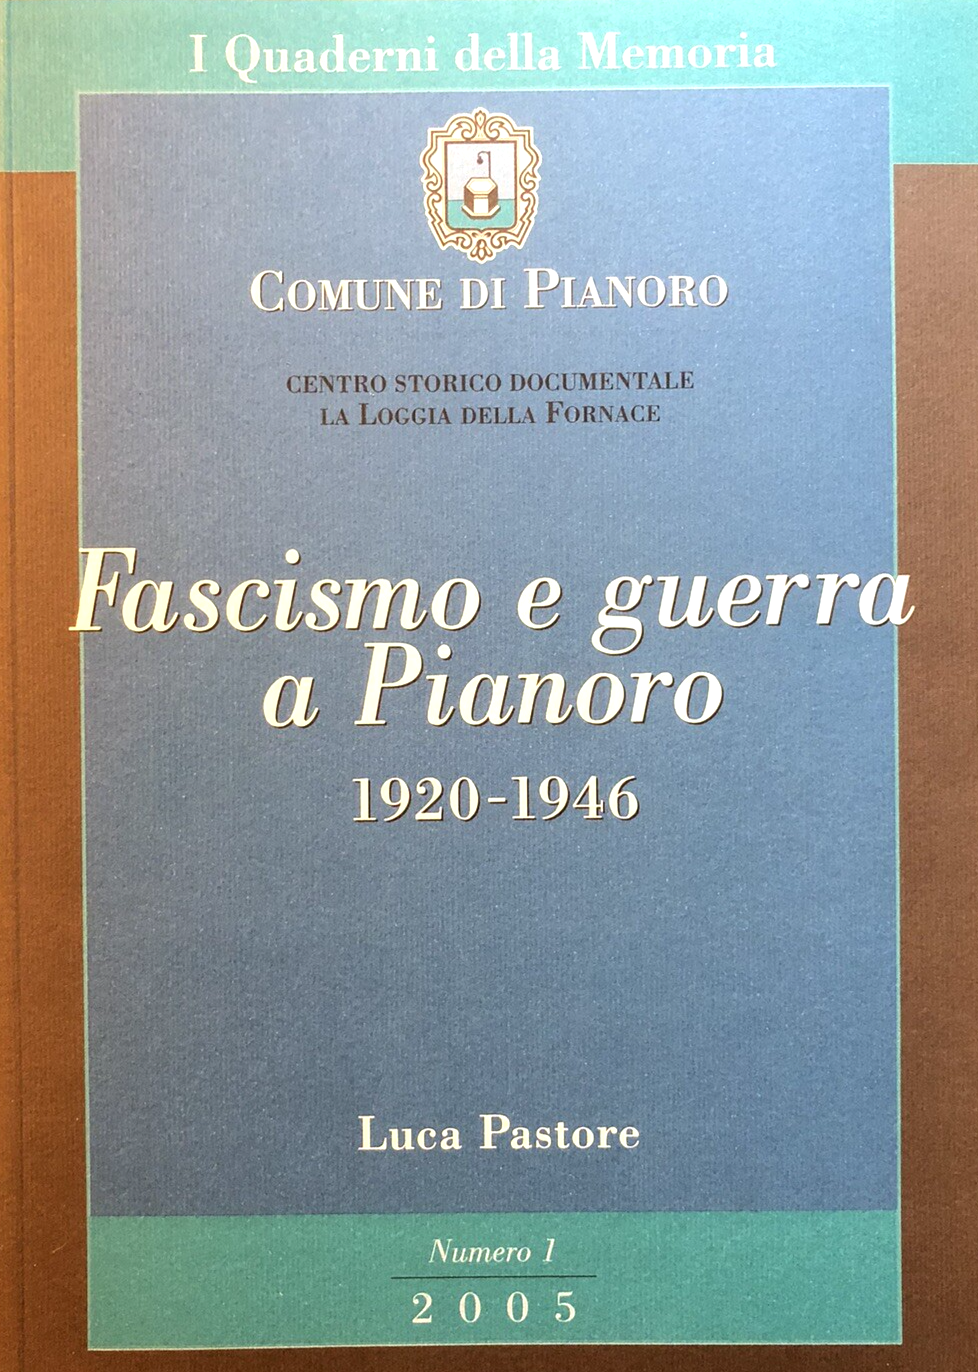 I Quaderni della Memoria
COMUNE DI PIANORO
CENTRO STORICO DOCUMENTALE
LA LOGGIA DELLA FORNACE
Fascismo e guerra
a Pianoro
1920-1946
Luca Pastore
Numero 1
2005